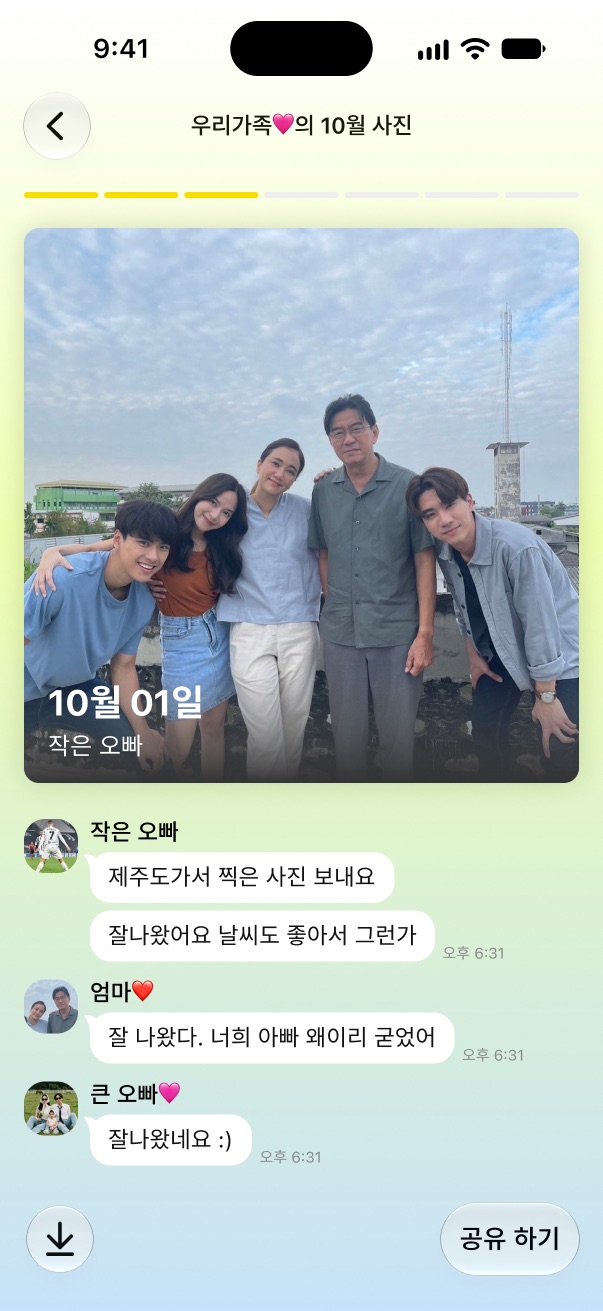 9:41
우리가족🩷의 10월 사진
10월 01일
작은 오빠
작은 오빠
제주도가서 찍은 사진 보내요
잘나왔어요 날씨도 좋아서 그런가
오후 6:31
엄마❤️
잘 나왔다. 너희 아빠 왜이리 굳었어
오후 6:31
큰 오빠🩷
잘나왔네요 :)
오후 6:31
공유 하기